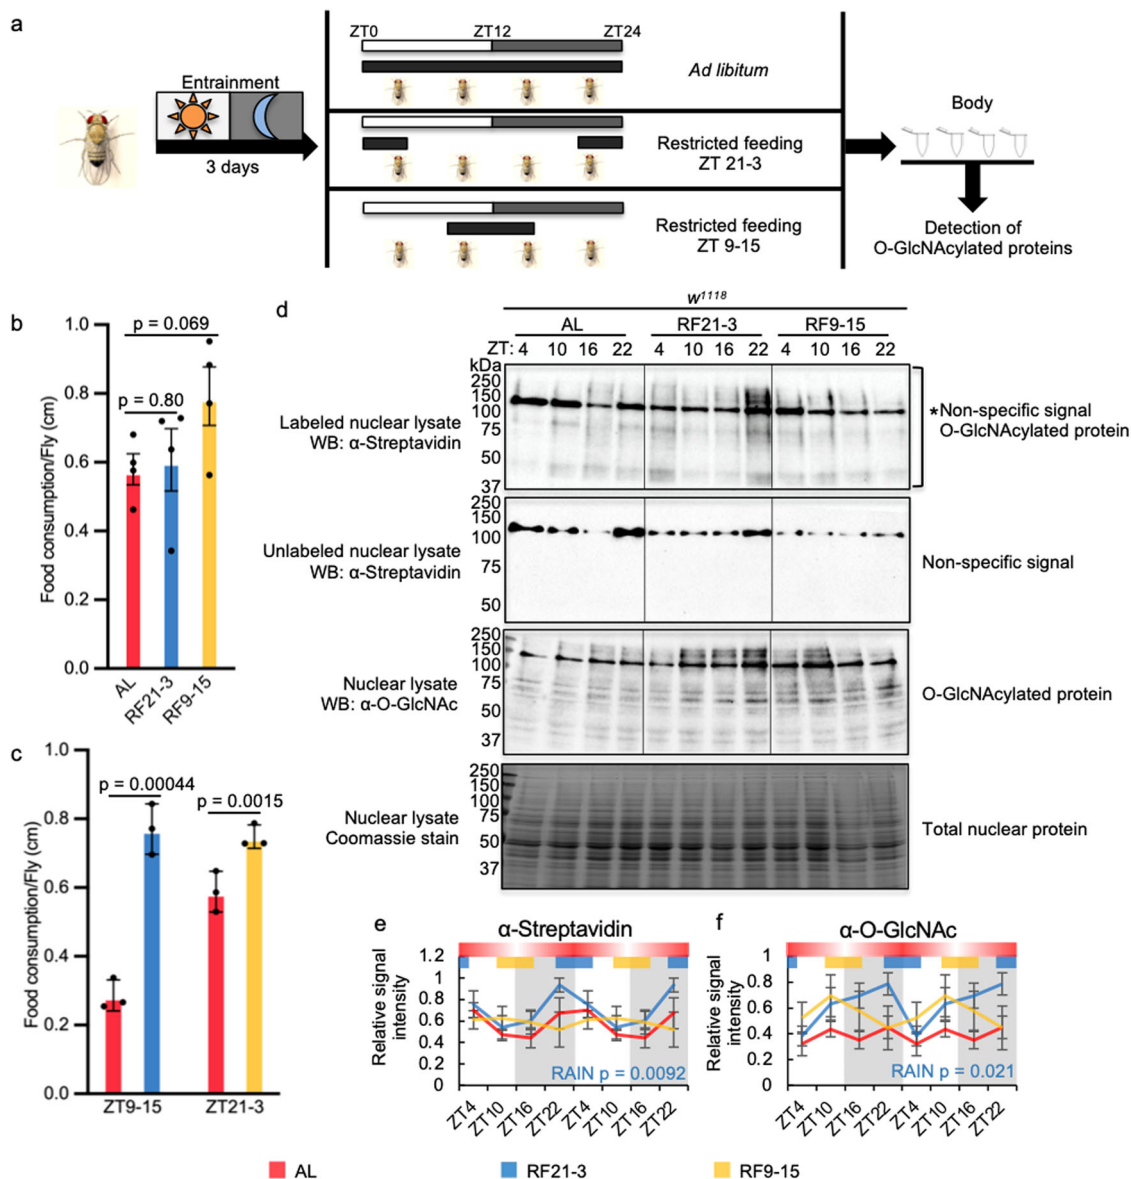 a
ZT0 ZT12 ZT24
Ad libitum
Entrainment
3 days
Restricted feeding
ZT 21-3
Restricted feeding
ZT 9-15
Body
Detection of
O-GlcNAcylated proteins
b
Food consumption/Fly (cm)
1.0
0.8
0.6
0.4
0.2
0.0
p = 0.069
p = 0.80
AL
RF21-3
RF9-15
c
Food consumption/Fly (cm)
1.0
0.8
0.6
0.4
0.2
0.0
p = 0.00044
p = 0.0015
ZT9-15
ZT21-3
d
w1118
AL RF21-3 RF9-15
ZT: 4 10 16 22 4 10 16 22 4 10 16 22
kDa
250
150
100
75
50
37
Labeled nuclear lysate
WB: α-Streptavidin
*Non-specific signal
O-GlcNAcylated protein
250
150
100
75
50
Unlabeled nuclear lysate
WB: α-Streptavidin
Non-specific signal
250
150
100
75
50
37
Nuclear lysate
WB: α-O-GlcNAc
O-GlcNAcylated protein
250
150
100
75
50
37
Nuclear lysate
Coomassie stain
Total nuclear protein
e
α-Streptavidin
Relative signal
intensity
1.2
1
0.8
0.6
0.4
0.2
0
RAIN p = 0.0092
ZT4 ZT10 ZT16 ZT22 ZT4 ZT10 ZT16 ZT22
f
α-O-GlcNAc
Relative signal
intensity
1
0.8
0.6
0.4
0.2
0
RAIN p = 0.021
ZT4 ZT10 ZT16 ZT22 ZT4 ZT10 ZT16 ZT22
AL RF21-3 RF9-15